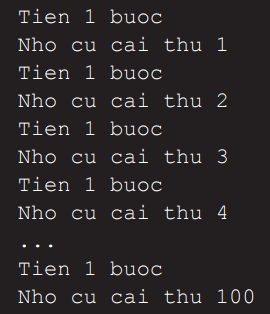 Tien 1 buoc
Nho cu cai thu 1
Tien 1 buoc
Nho cu cai thu 2
Tien 1 buoc
Nho cu cai thu 3
Tien 1 buoc
Nho cu cai thu 4
...
Tien 1 buoc
Nho cu cai thu 100